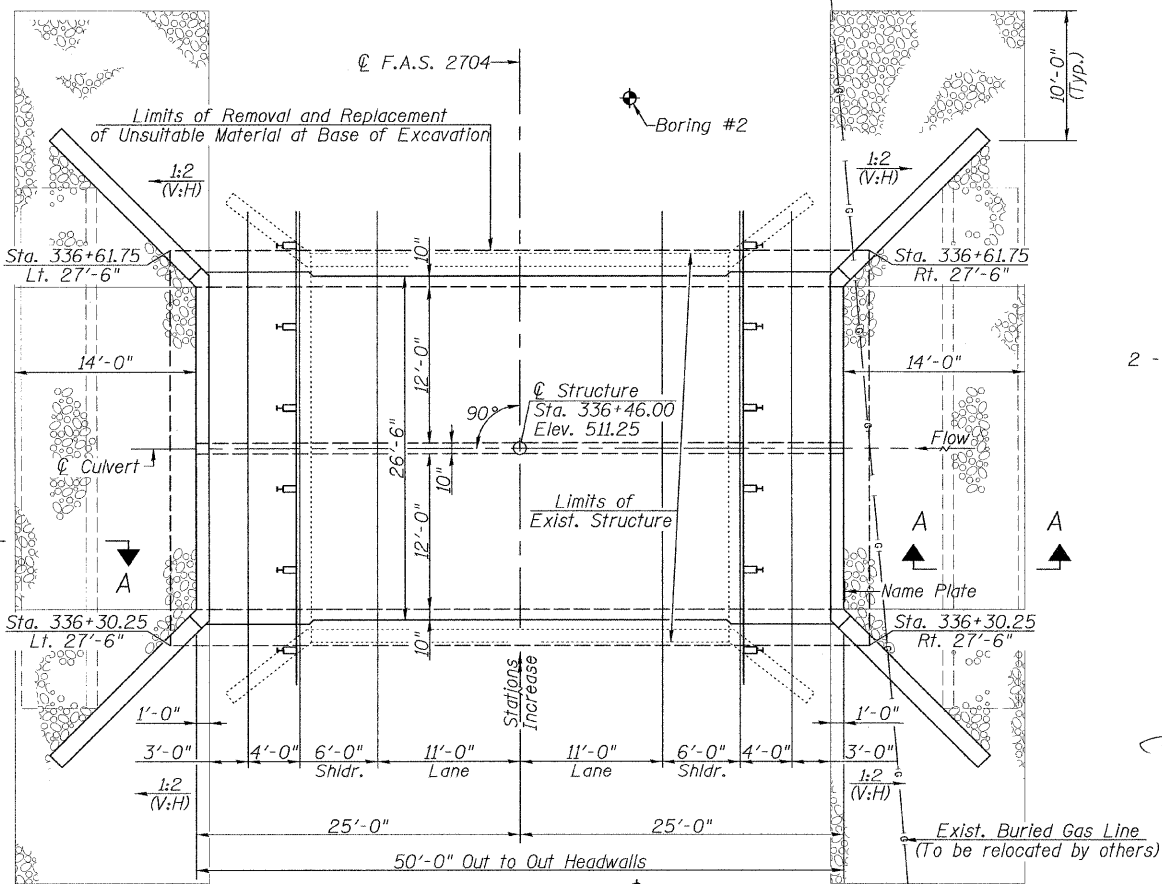 ℄ F.A.S. 2704
Boring #2
10'-0"
(Typ.)
Limits of Removal and Replacement
of Unsuitable Material at Base of Excavation
1:2
(V:H)
1:2
(V:H)
G
G
Sta. 336+61.75
Lt. 27'-6"
10"
Sta. 336+61.75
Rt. 27'-6"
G
14'-0"
12'-0"
14'-0"
2 -
90°
℄ Structure
Sta. 336+46.00
Elev. 511.25
26'-6"
10"
℄ Culvert
Flow
G
Limits of
Exist. Structure
12'-0"
A
A
A
G
Name Plate
Sta. 336+30.25
Lt. 27'-6"
10"
Sta. 336+30.25
Rt. 27'-6"
G
Stations
Increase
1'-0"
1'-0"
3'-0"
4'-0"
6'-0"
Shldr.
11'-0"
Lane
11'-0"
Lane
6'-0"
Shldr.
4'-0"
3'-0"
G
1:2
(V:H)
1:2
(V:H)
25'-0"
25'-0"
G
Exist. Buried Gas Line
(To be relocated by others)
50'-0" Out to Out Headwalls